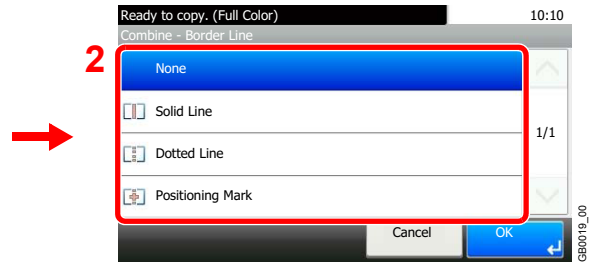 Ready to copy. (Full Color) 10:10
Combine - Border Line
2
None
Solid Line
1/1
Dotted Line
Positioning Mark
Cancel OK
GB0019_00